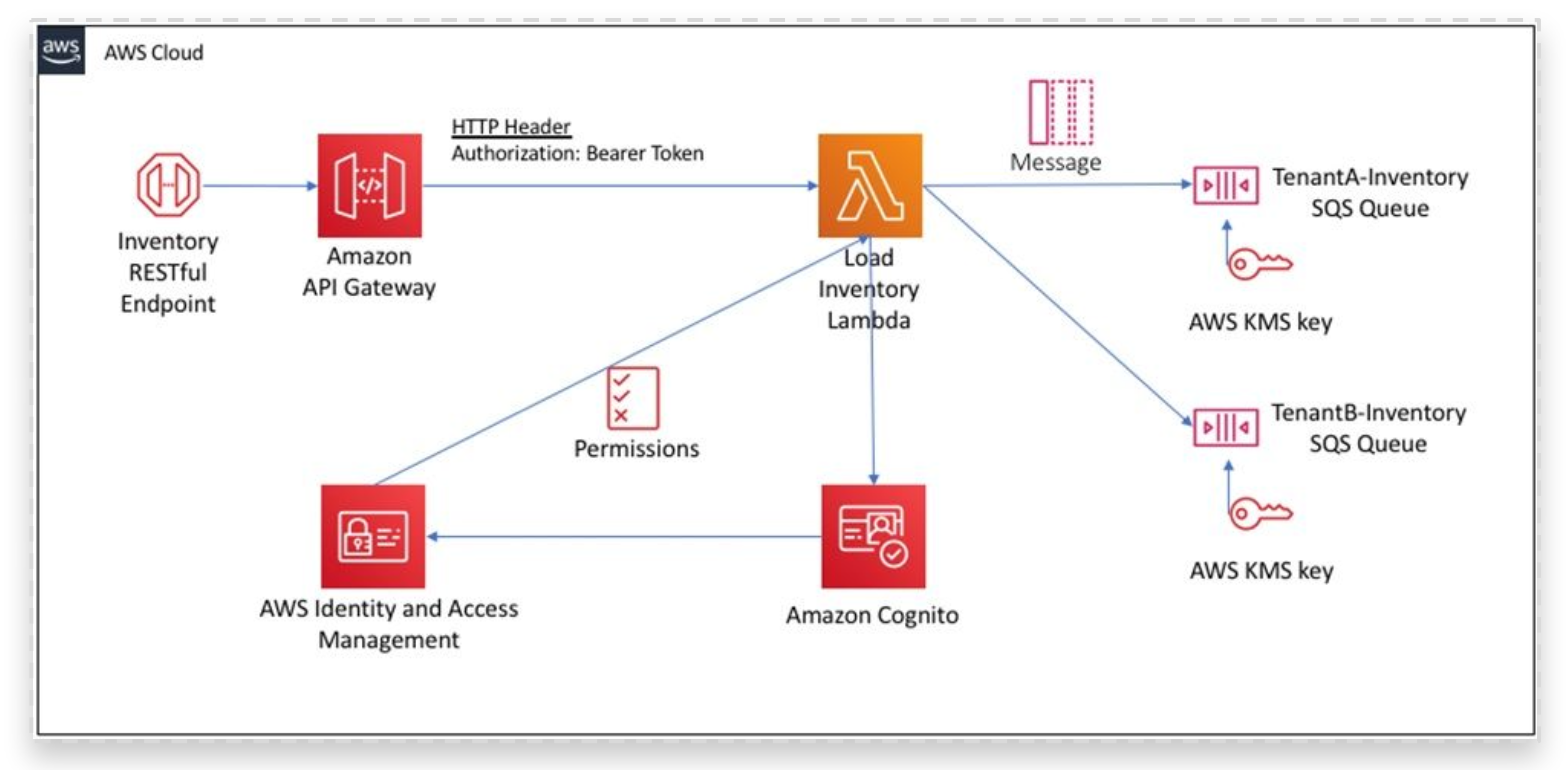 aws
AWS Cloud
HTTP Header
Authorization: Bearer Token
Message
TenantA-Inventory
SQS Queue
Inventory
RESTful
Endpoint
Amazon
API Gateway
Load
Inventory
Lambda
AWS KMS key
Permissions
TenantB-Inventory
SQS Queue
AWS KMS key
AWS Identity and Access
Management
Amazon Cognito